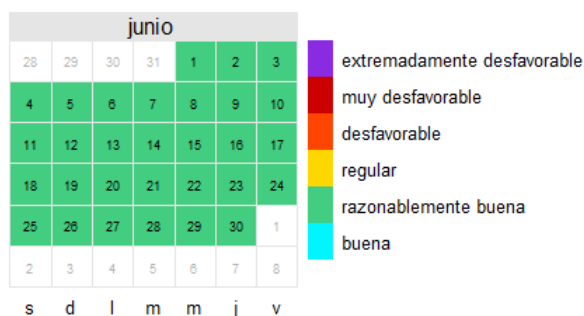 junio
28 29 30 31 1 2 3
4 5 6 7 8 9 10
11 12 13 14 15 16 17
18 19 20 21 22 23 24
25 26 27 28 29 30 1
2 3 4 5 6 7 8
s d l m m j v
extremadamente desfavorable
muy desfavorable
desfavorable
regular
razonablemente buena
buena